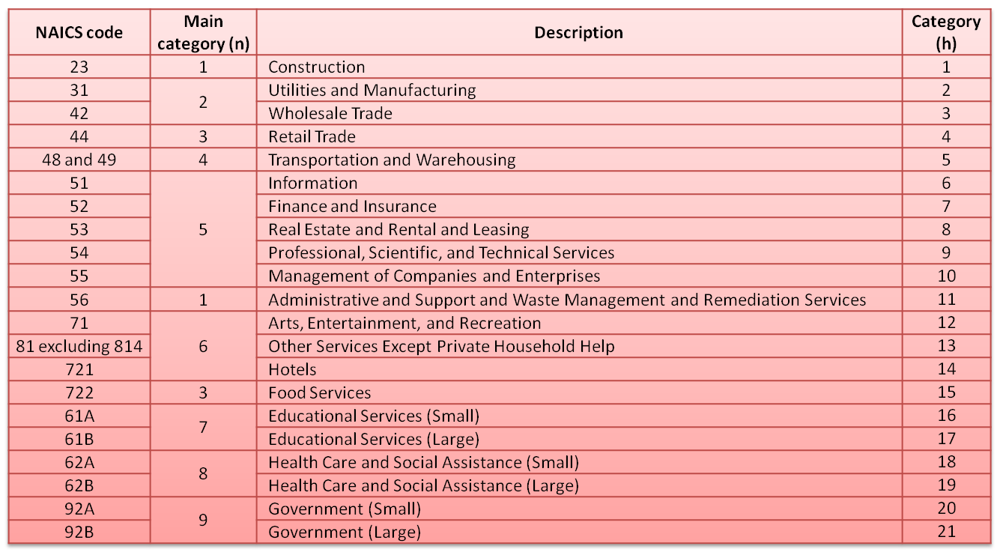 NAICS code Main category (n) Description Category (h)
23 1 Construction 1
31 2 Utilities and Manufacturing 2
42 Wholesale Trade 3
44 3 Retail Trade 4
48 and 49 4 Transportation and Warehousing 5
51 5 Information 6
52 Finance and Insurance 7
53 Real Estate and Rental and Leasing 8
54 Professional, Scientific, and Technical Services 9
55 Management of Companies and Enterprises 10
56 1 Administrative and Support and Waste Management and Remediation Services 11
71 6 Arts, Entertainment, and Recreation 12
81 excluding 814 Other Services Except Private Household Help 13
721 Hotels 14
722 3 Food Services 15
61A 7 Educational Services (Small) 16
61B Educational Services (Large) 17
62A 8 Health Care and Social Assistance (Small) 18
62B Health Care and Social Assistance (Large) 19
92A 9 Government (Small) 20
92B Government (Large) 21